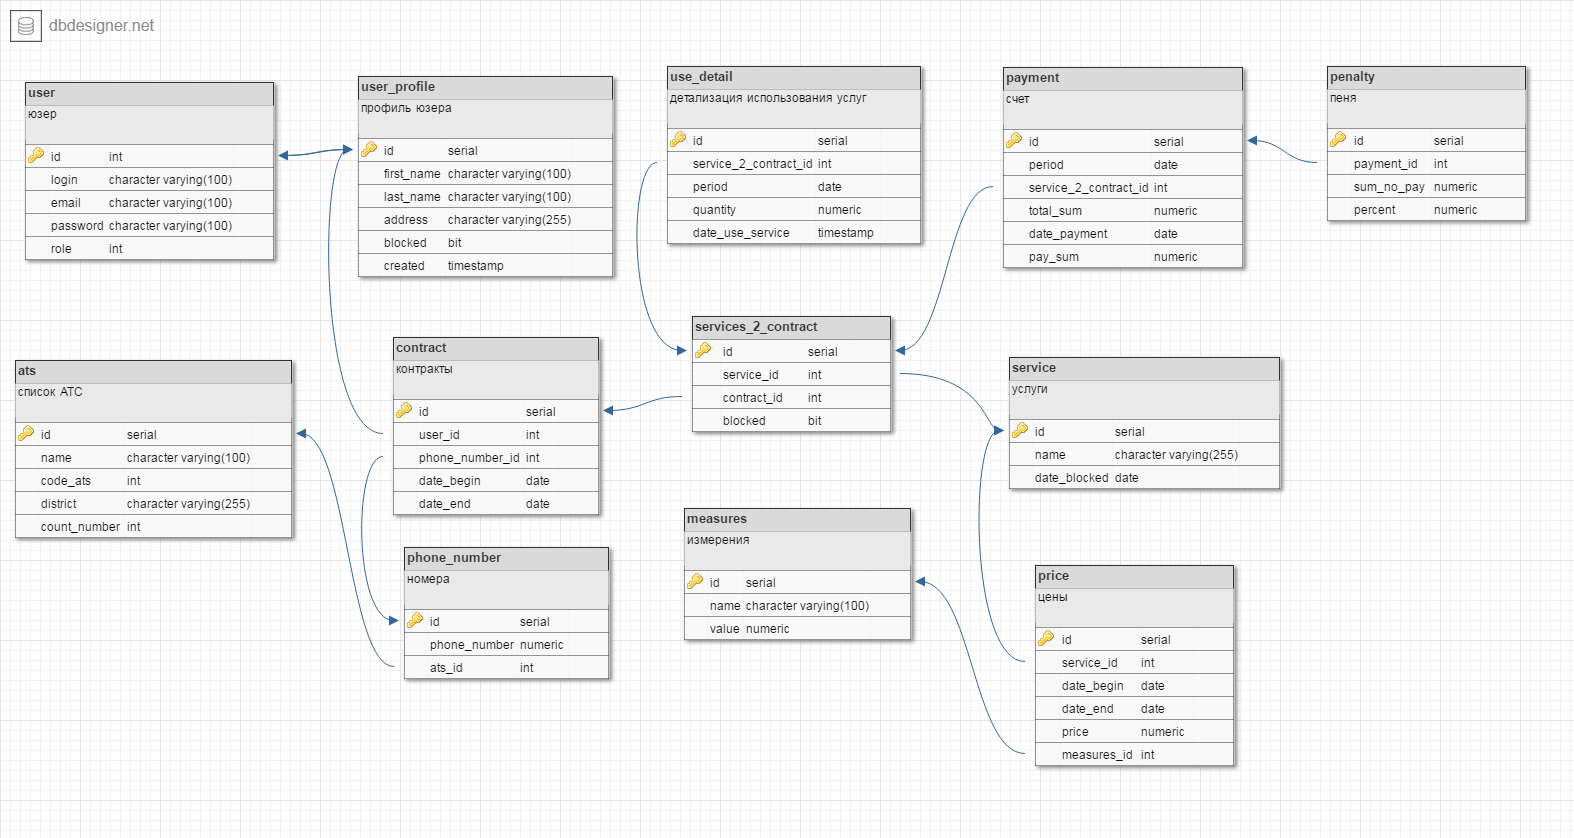 dbdesigner.net
user
юзер
id int
login character varying(100)
email character varying(100)
password character varying(100)
role int
user_profile
профиль юзера
id serial
first_name character varying(100)
last_name character varying(100)
address character varying(255)
blocked bit
created timestamp
use_detail
детализация использования услуг
id serial
service_2_contract_id int
period date
quantity numeric
date_use_service timestamp
payment
счет
id serial
period date
service_2_contract_id int
total_sum numeric
date_payment date
pay_sum numeric
penalty
пеня
id serial
payment_id int
sum_no_pay numeric
percent numeric
ats
список АТС
id serial
name character varying(100)
code_ats int
district character varying(255)
count_number int
contract
контракты
id serial
user_id int
phone_number_id int
date_begin date
date_end date
services_2_contract
id serial
service_id int
contract_id int
blocked bit
service
услуги
id serial
name character varying(255)
date_blocked date
phone_number
номера
id serial
phone_number numeric
ats_id int
measures
измерения
id serial
name character varying(100)
value numeric
price
цены
id serial
service_id int
date_begin date
date_end date
price numeric
measures_id int